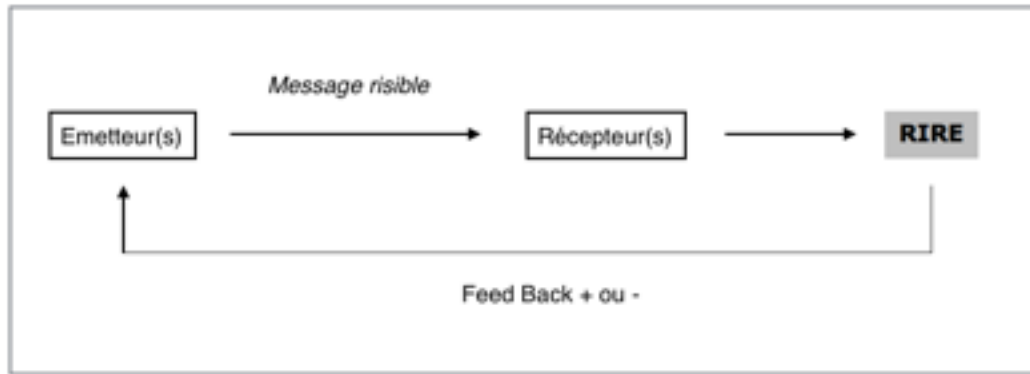 Message risible
Emetteur(s)
Récepteur(s)
RIRE
Feed Back + ou -